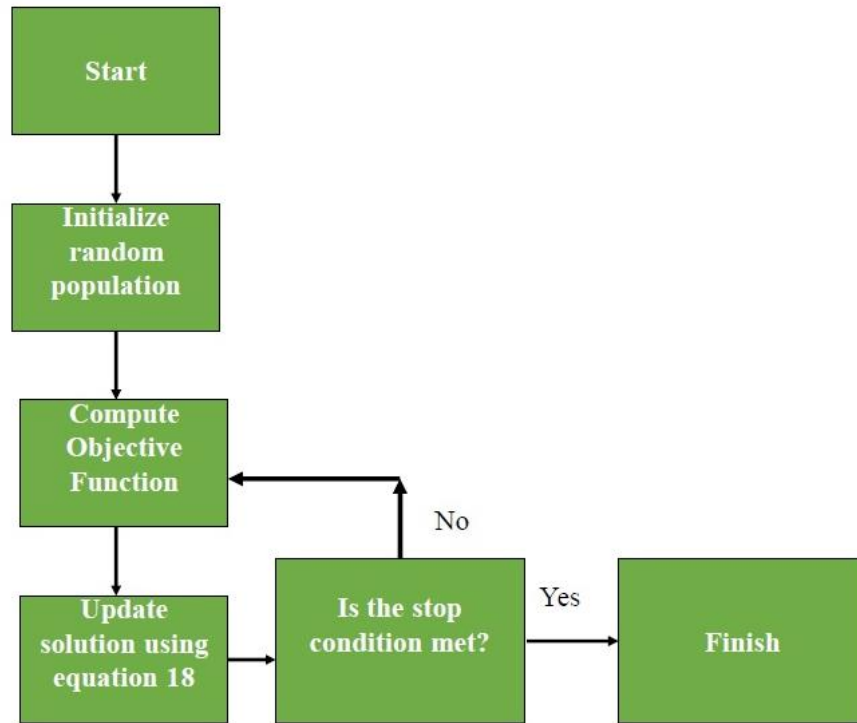 Start
Initialize
random
population
Compute
Objective
Function
No
Update
solution using
equation 18
Is the stop
condition met?
Yes
Finish